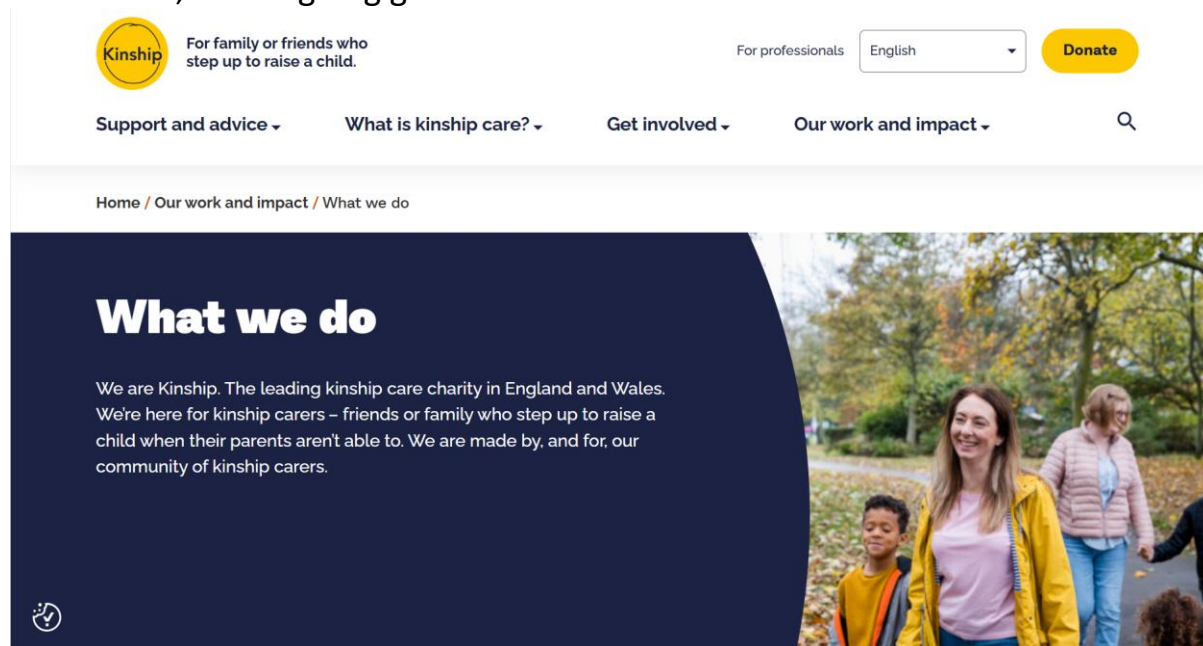 Kinship
For family or friends who
step up to raise a child.
For professionals
English
Donate
Support and advice
What is kinship care?
Get involved
Our work and impact
Home / Our work and impact / What we do
What we do
We are Kinship. The leading kinship care charity in England and Wales.
We're here for kinship carers – friends or family who step up to raise a
child when their parents aren't able to. We are made by, and for, our
community of kinship carers.